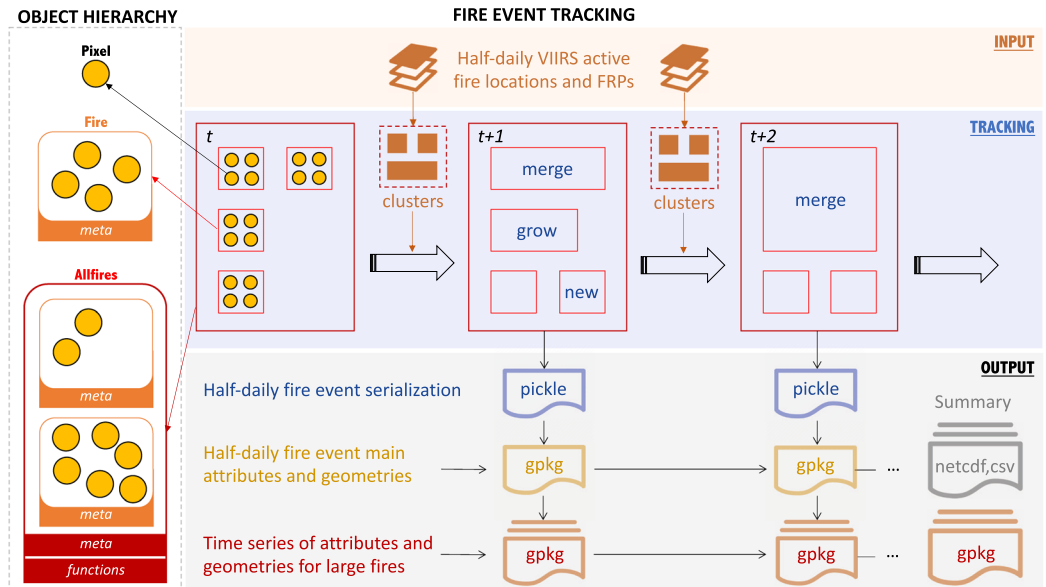 OBJECT HIERARCHY
Pixel
Fire
meta
Allfires
meta
meta
meta
functions
FIRE EVENT TRACKING
INPUT
Half-daily VIIRS active
fire locations and FRPs
TRACKING
t
clusters
t+1
merge
grow
new
clusters
t+2
merge
OUTPUT
Half-daily fire event serialization
pickle
pickle
Summary
Half-daily fire event main
attributes and geometries
gpkg
gpkg
...
netcdf,csv
Time series of attributes and
geometries for large fires
gpkg
gpkg
...
gpkg